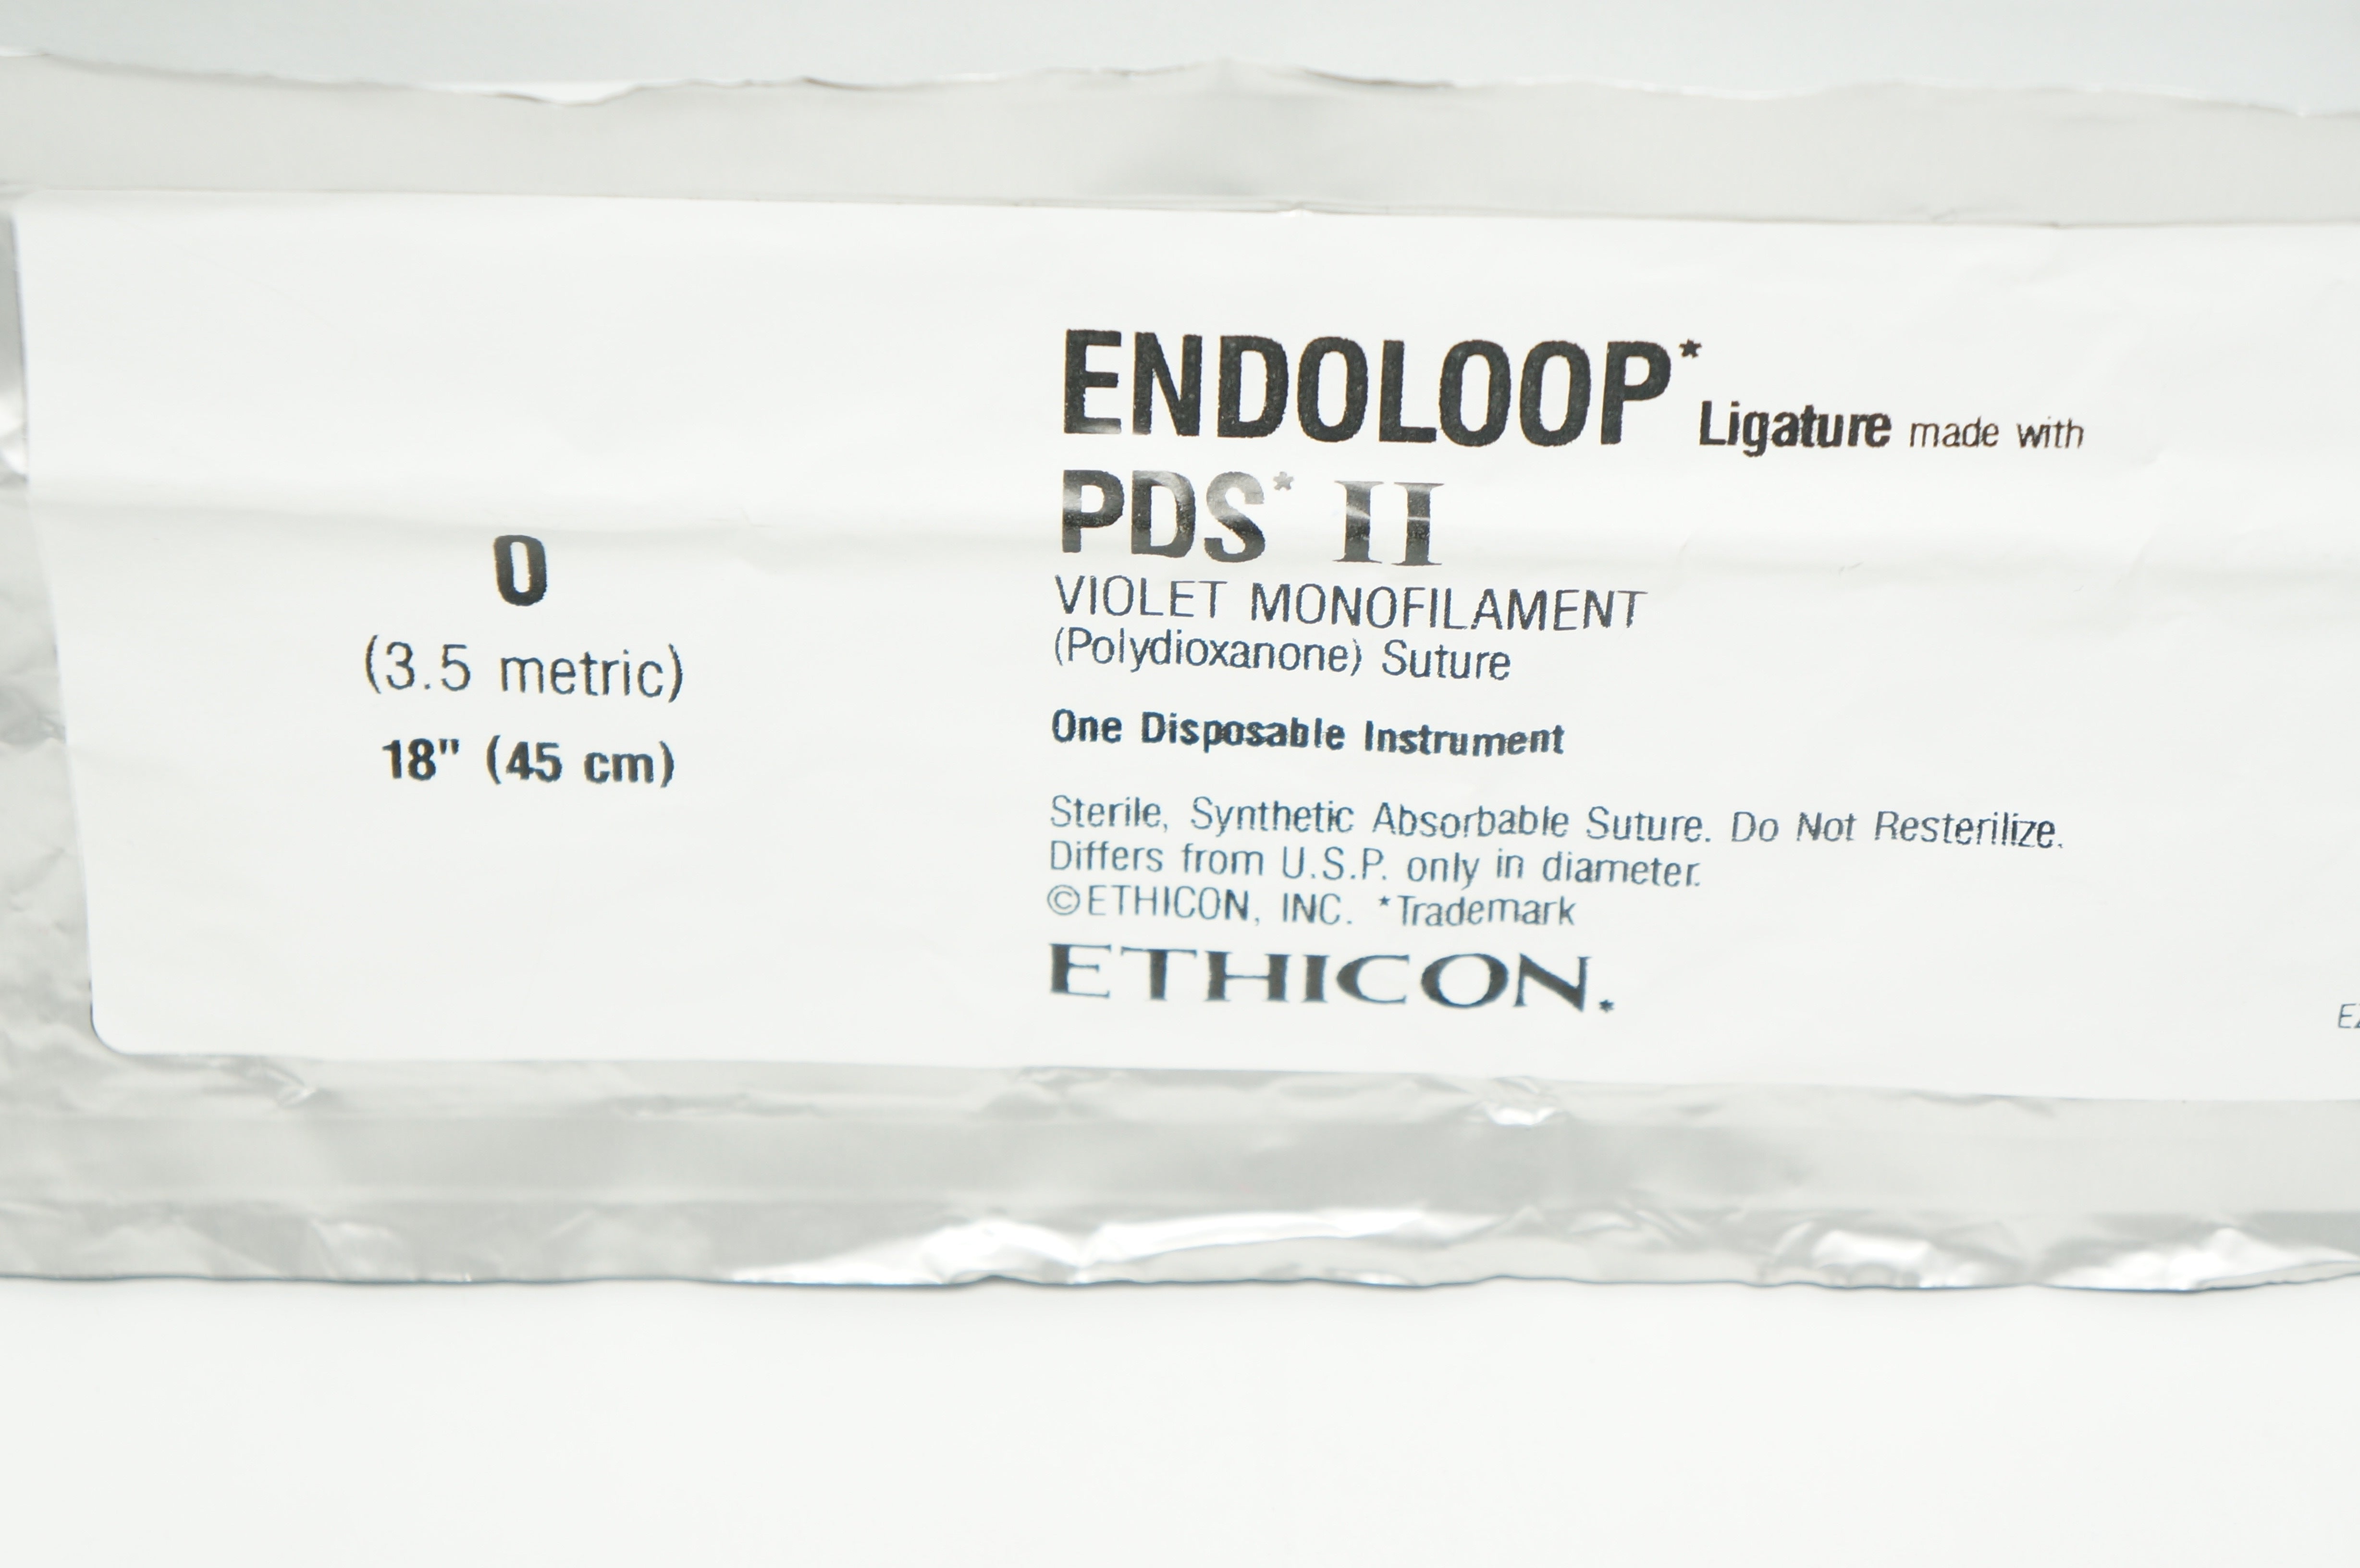 ENDOLOOP* Ligature made with
PDS* II
VIOLET MONOFILAMENT
(Polydioxanone) Suture
One Disposable Instrument
Sterile, Synthetic Absorbable Suture. Do Not Resterilize.
Differs from U.S.P. only in diameter.
©ETHICON, INC. *Trademark
ETHICON.*
0
(3.5 metric)
18" (45 cm)